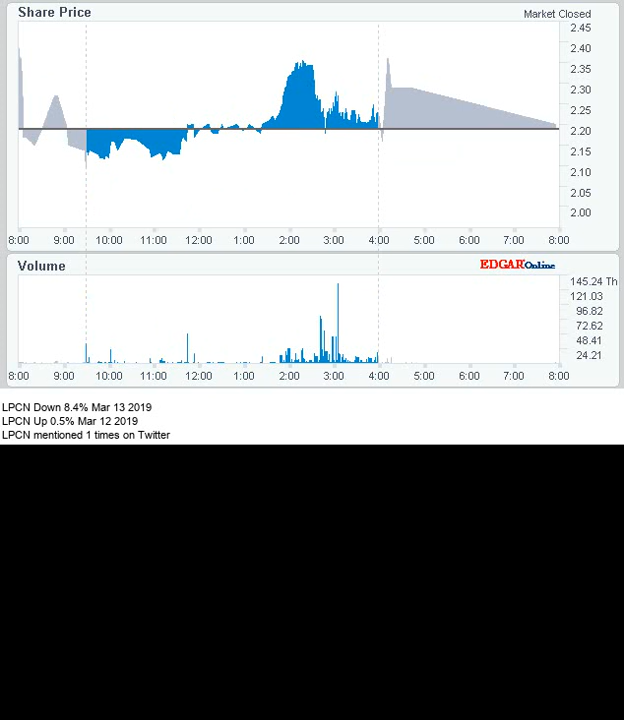 Share Price
Market Closed
2.45
2.40
2.35
2.30
2.25
2.20
2.15
2.10
2.05
2.00
8:00 9:00 10:00 11:00 12:00 1:00 2:00 3:00 4:00 5:00 6:00 7:00 8:00
Volume
EDGAR Online
145.24 Th
121.03
96.82
72.62
48.41
24.21
8:00 9:00 10:00 11:00 12:00 1:00 2:00 3:00 4:00 5:00 6:00 7:00 8:00
LPCN Down 8.4% Mar 13 2019
LPCN Up 0.5% Mar 12 2019
LPCN mentioned 1 times on Twitter